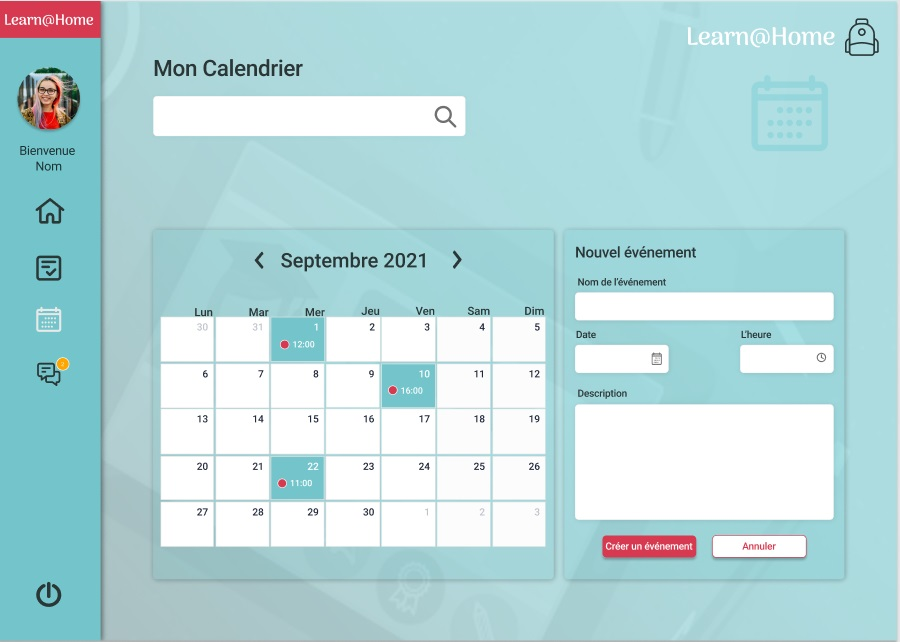 Learn@Home
Learn@Home
Bienvenue
Nom
Mon Calendrier
Septembre 2021
Lun Mar Mer Jeu Ven Sam Dim
30 31 1 2 3 4 5
12:00
6 7 8 9 10 11 12
16:00
13 14 15 16 17 18 19
20 21 22 23 24 25 26
11:00
27 28 29 30 1 2 3
Nouvel événement
Nom de l'événement
Date L'heure
Description
Créer un événement Annuler